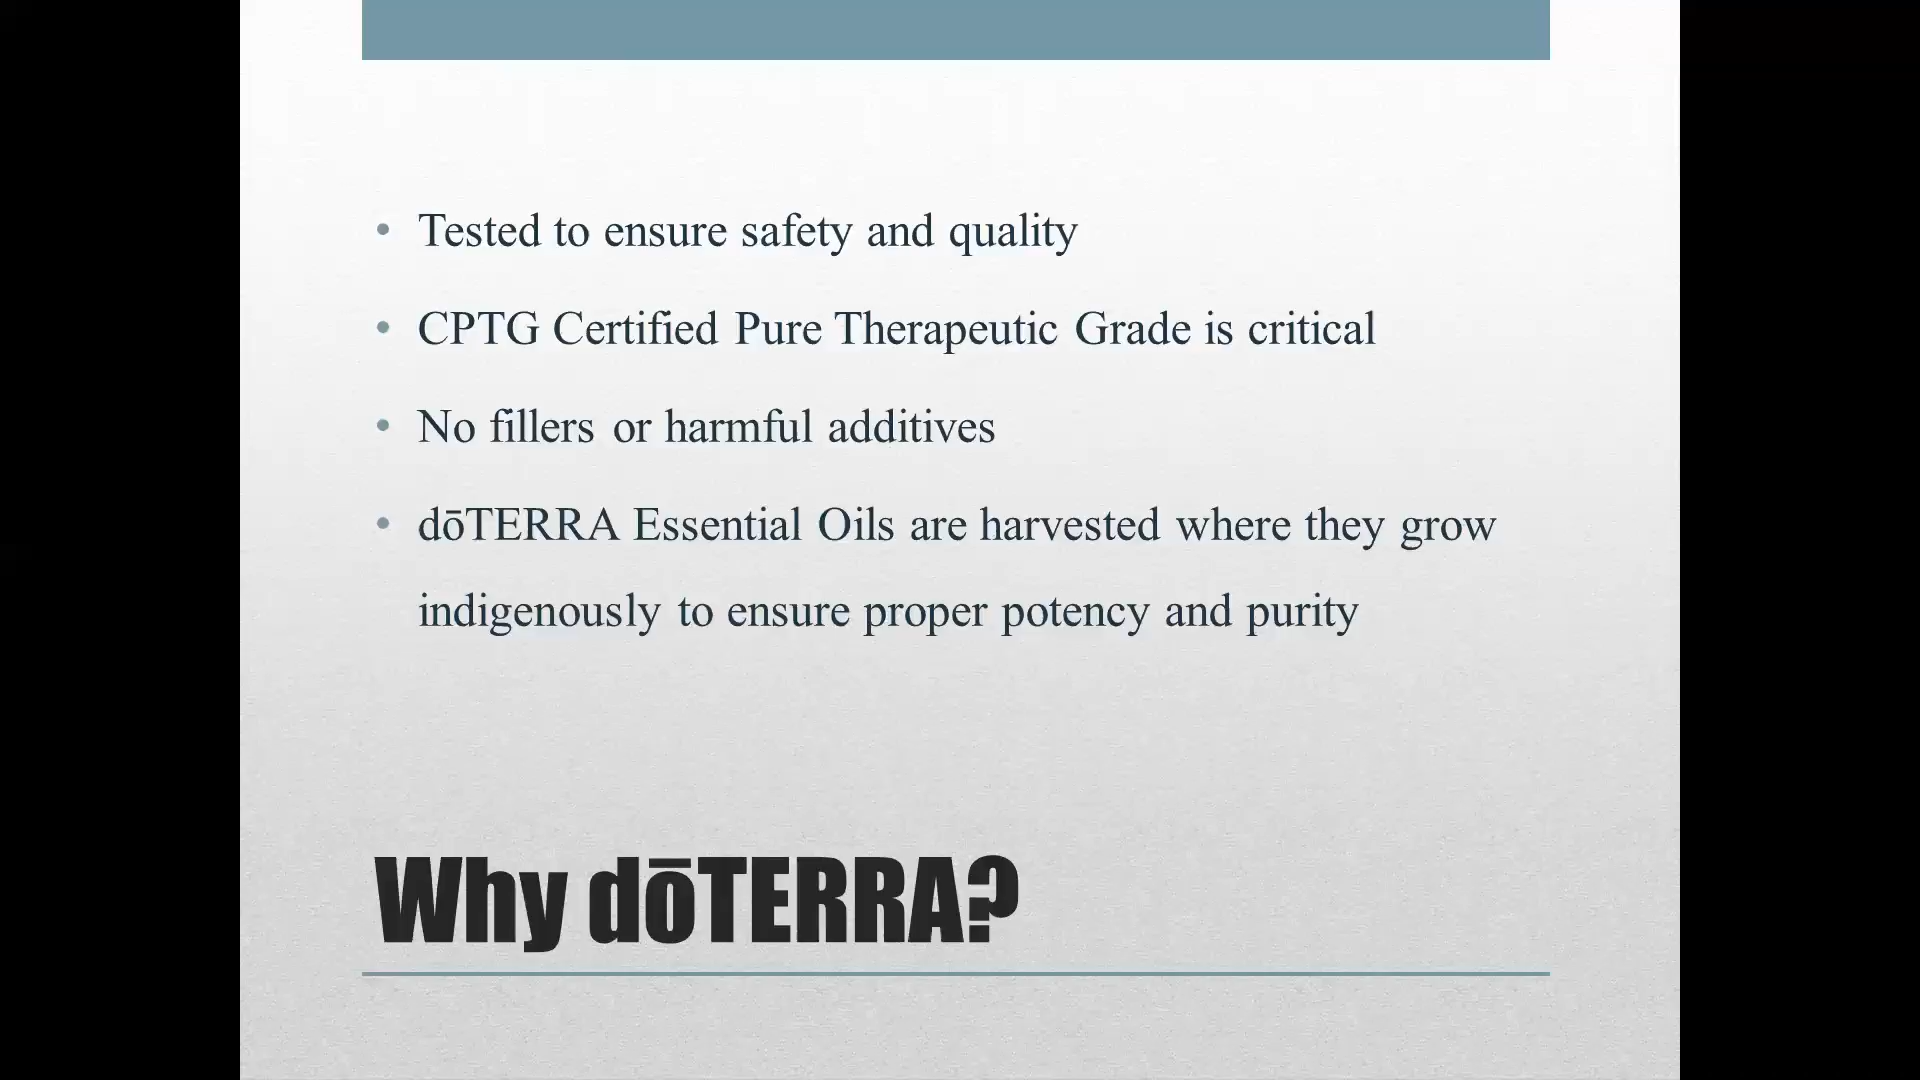 • Tested to ensure safety and quality
• CPTG Certified Pure Therapeutic Grade is critical
• No fillers or harmful additives
• dōTERRA Essential Oils are harvested where they grow
indigenously to ensure proper potency and purity
Why dōTERRA?